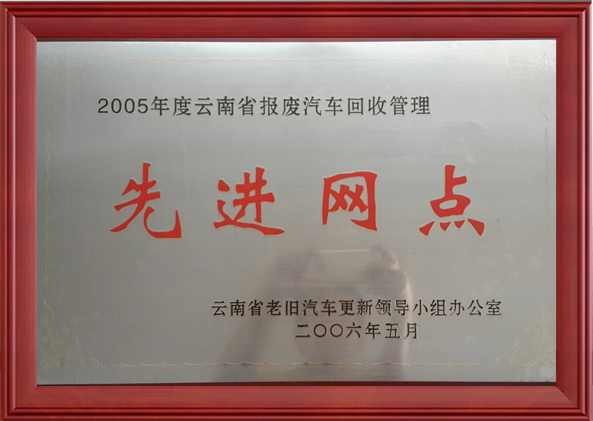 2005年度云南省报废汽车回收管理
先进网点
云南省老旧汽车更新领导小组办公室
二〇〇六年五月